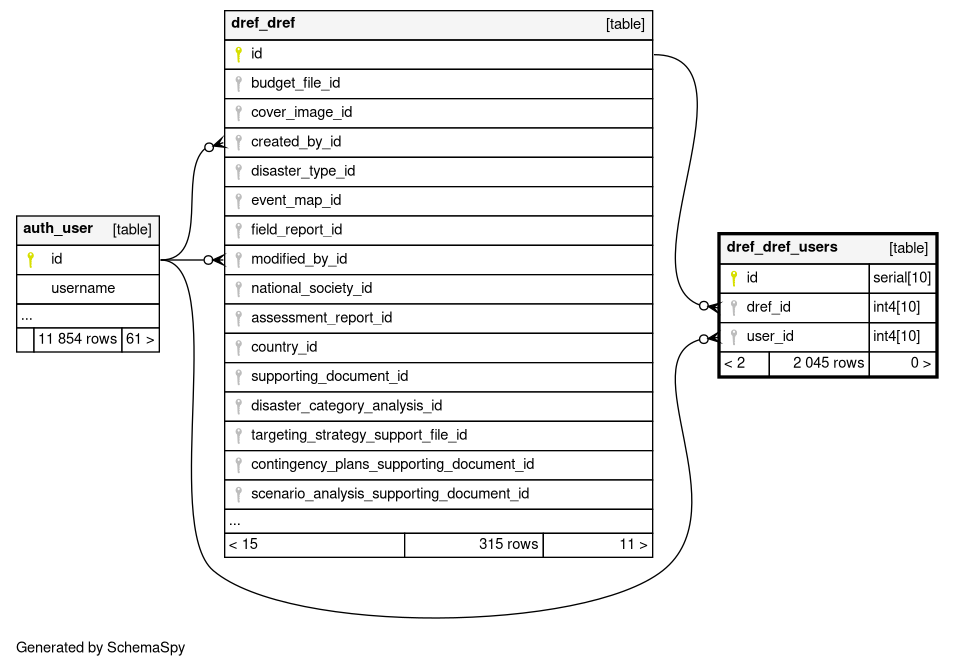 dref_dref [table]
id
budget_file_id
cover_image_id
created_by_id
disaster_type_id
event_map_id
field_report_id
modified_by_id
national_society_id
assessment_report_id
country_id
supporting_document_id
disaster_category_analysis_id
targeting_strategy_support_file_id
contingency_plans_supporting_document_id
scenario_analysis_supporting_document_id
...
< 15 315 rows 11 >
auth_user [table]
id
username
...
11 854 rows 61 >
dref_dref_users [table]
id serial[10]
dref_id int4[10]
user_id int4[10]
< 2 2 045 rows 0 >
Generated by SchemaSpy